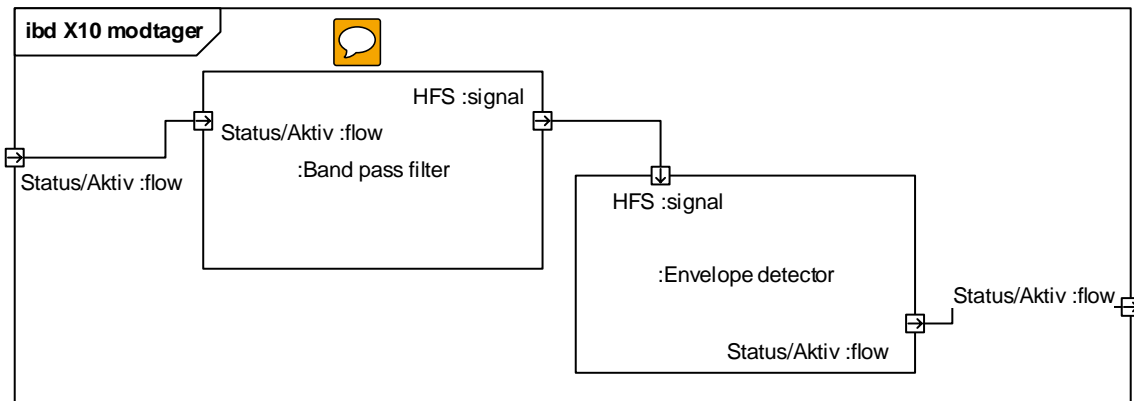 ibd X10 modtager
HFS :signal
Status/Aktiv :flow
:Band pass filter
Status/Aktiv :flow
HFS :signal
:Envelope detector
Status/Aktiv :flow
Status/Aktiv :flow